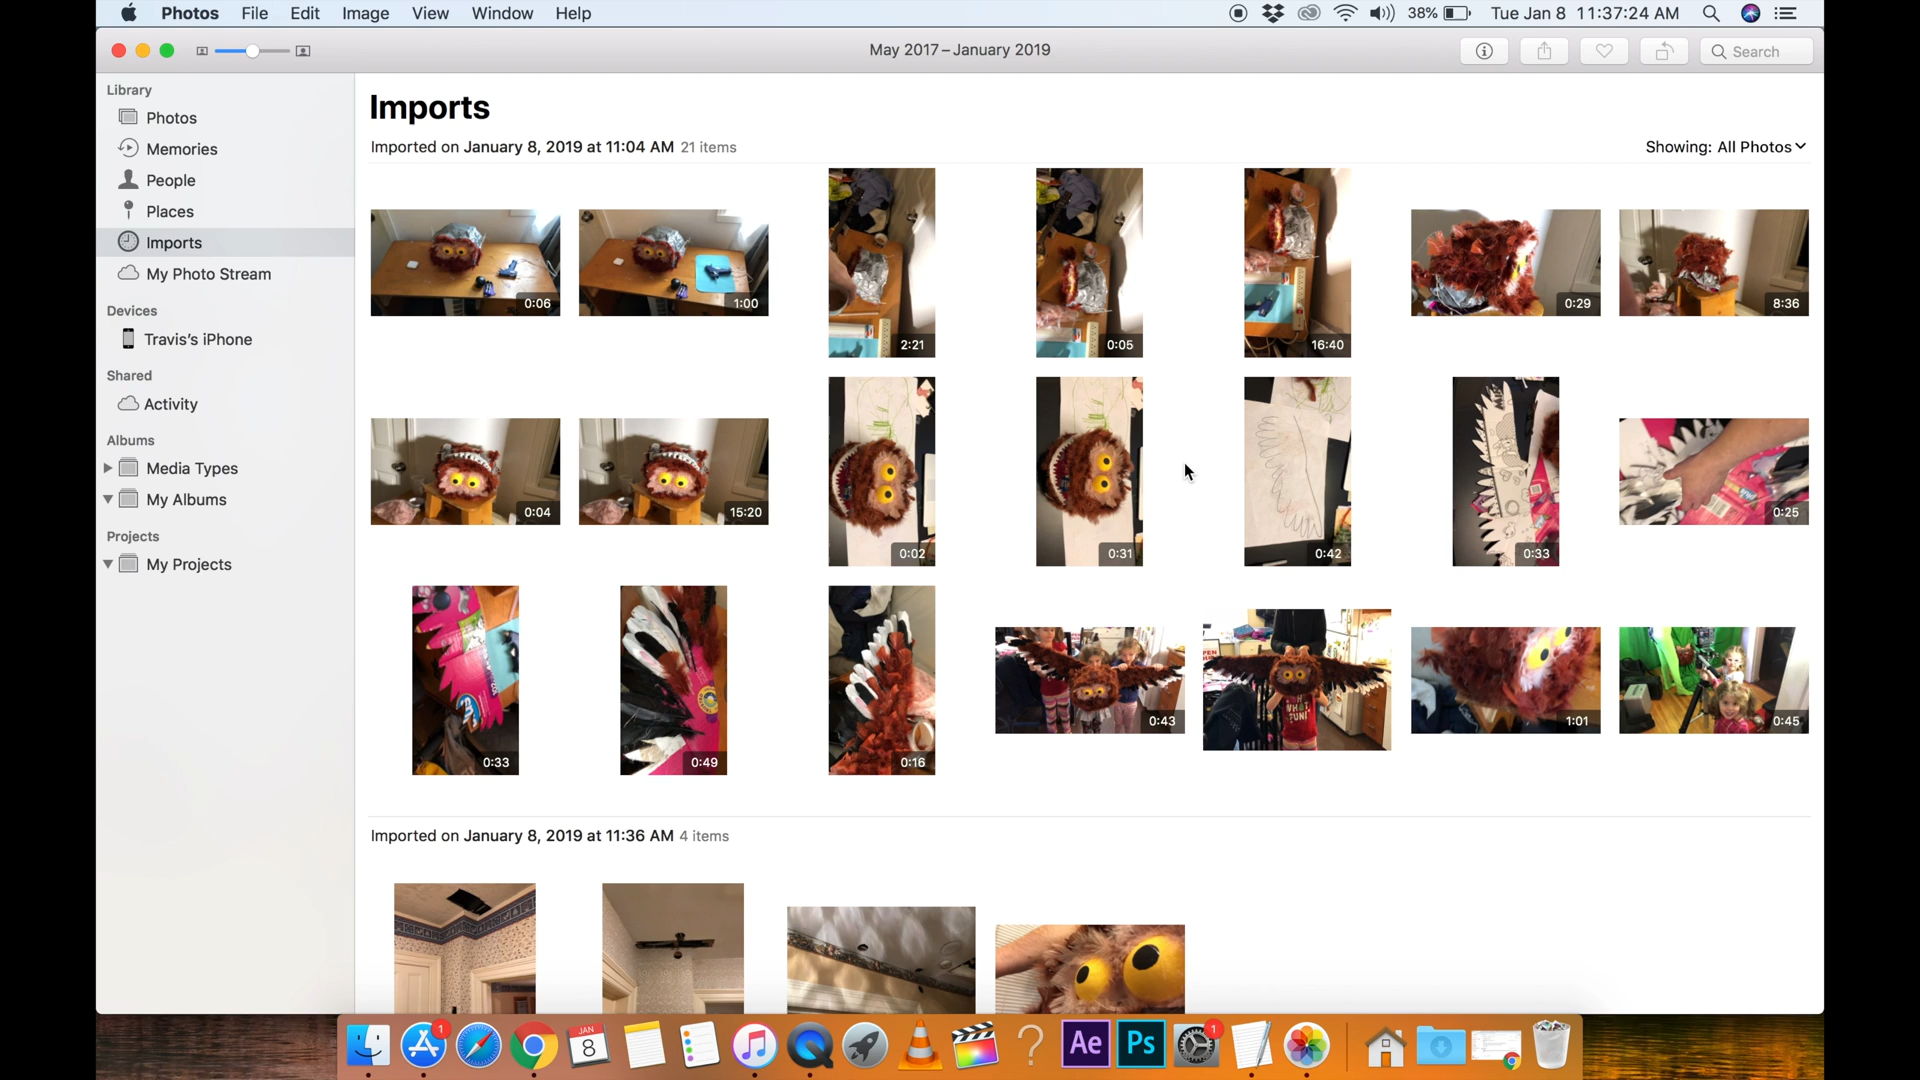 Photos File Edit Image View Window Help
38% Tue Jan 8 11:37:24 AM
May 2017 – January 2019
Search
Library
Photos
Memories
People
Places
Imports
My Photo Stream
Devices
Travis's iPhone
Shared
Activity
Albums
Media Types
My Albums
Projects
My Projects
Imports
Imported on January 8, 2019 at 11:04 AM 21 items
Showing: All Photos
0:06 1:00 2:21 0:05 16:40 0:29 8:36
0:04 15:20 0:02 0:31 0:42 0:33 0:25
0:33 0:49 0:16 0:43 1:01 0:45
Imported on January 8, 2019 at 11:36 AM 4 items
1
JAN
8
?
Ae
Ps
1